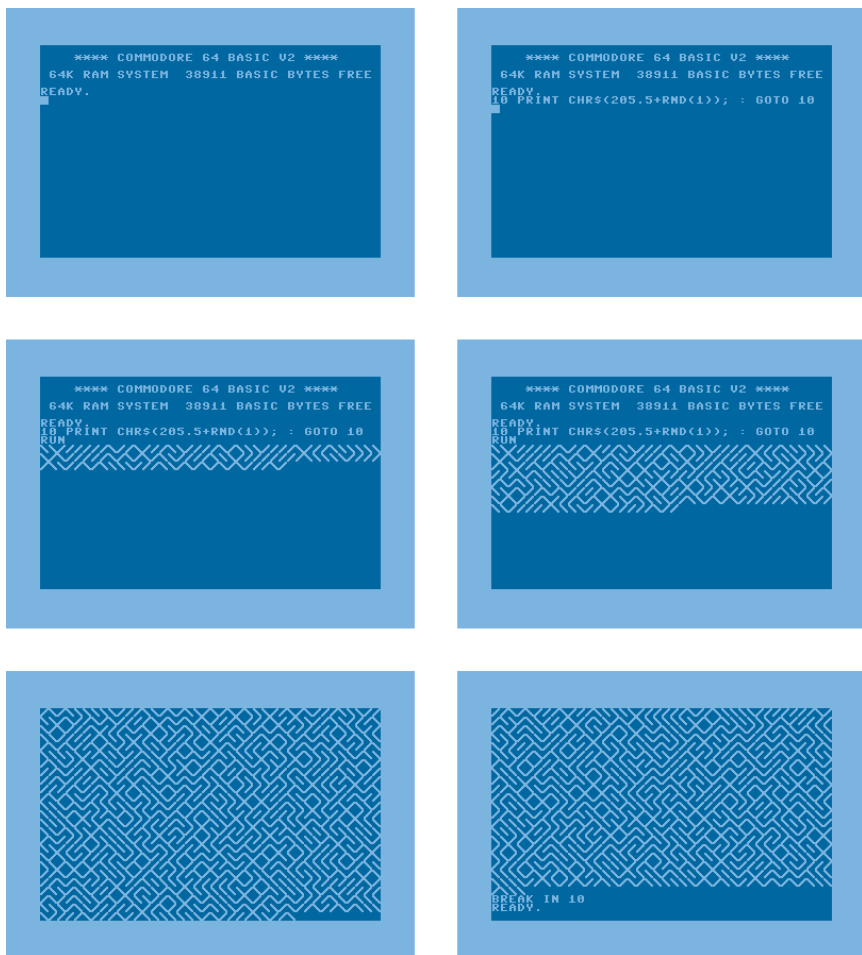 **** COMMODORE 64 BASIC V2 ****
64K RAM SYSTEM  38911 BASIC BYTES FREE
READY.
**** COMMODORE 64 BASIC V2 ****
64K RAM SYSTEM  38911 BASIC BYTES FREE
READY.
10 PRINT CHR$(205.5+RND(1)); : GOTO 10
**** COMMODORE 64 BASIC V2 ****
64K RAM SYSTEM  38911 BASIC BYTES FREE
READY.
10 PRINT CHR$(205.5+RND(1)); : GOTO 10
RUN
**** COMMODORE 64 BASIC V2 ****
64K RAM SYSTEM  38911 BASIC BYTES FREE
READY.
10 PRINT CHR$(205.5+RND(1)); : GOTO 10
RUN
BREAK IN 10
READY.